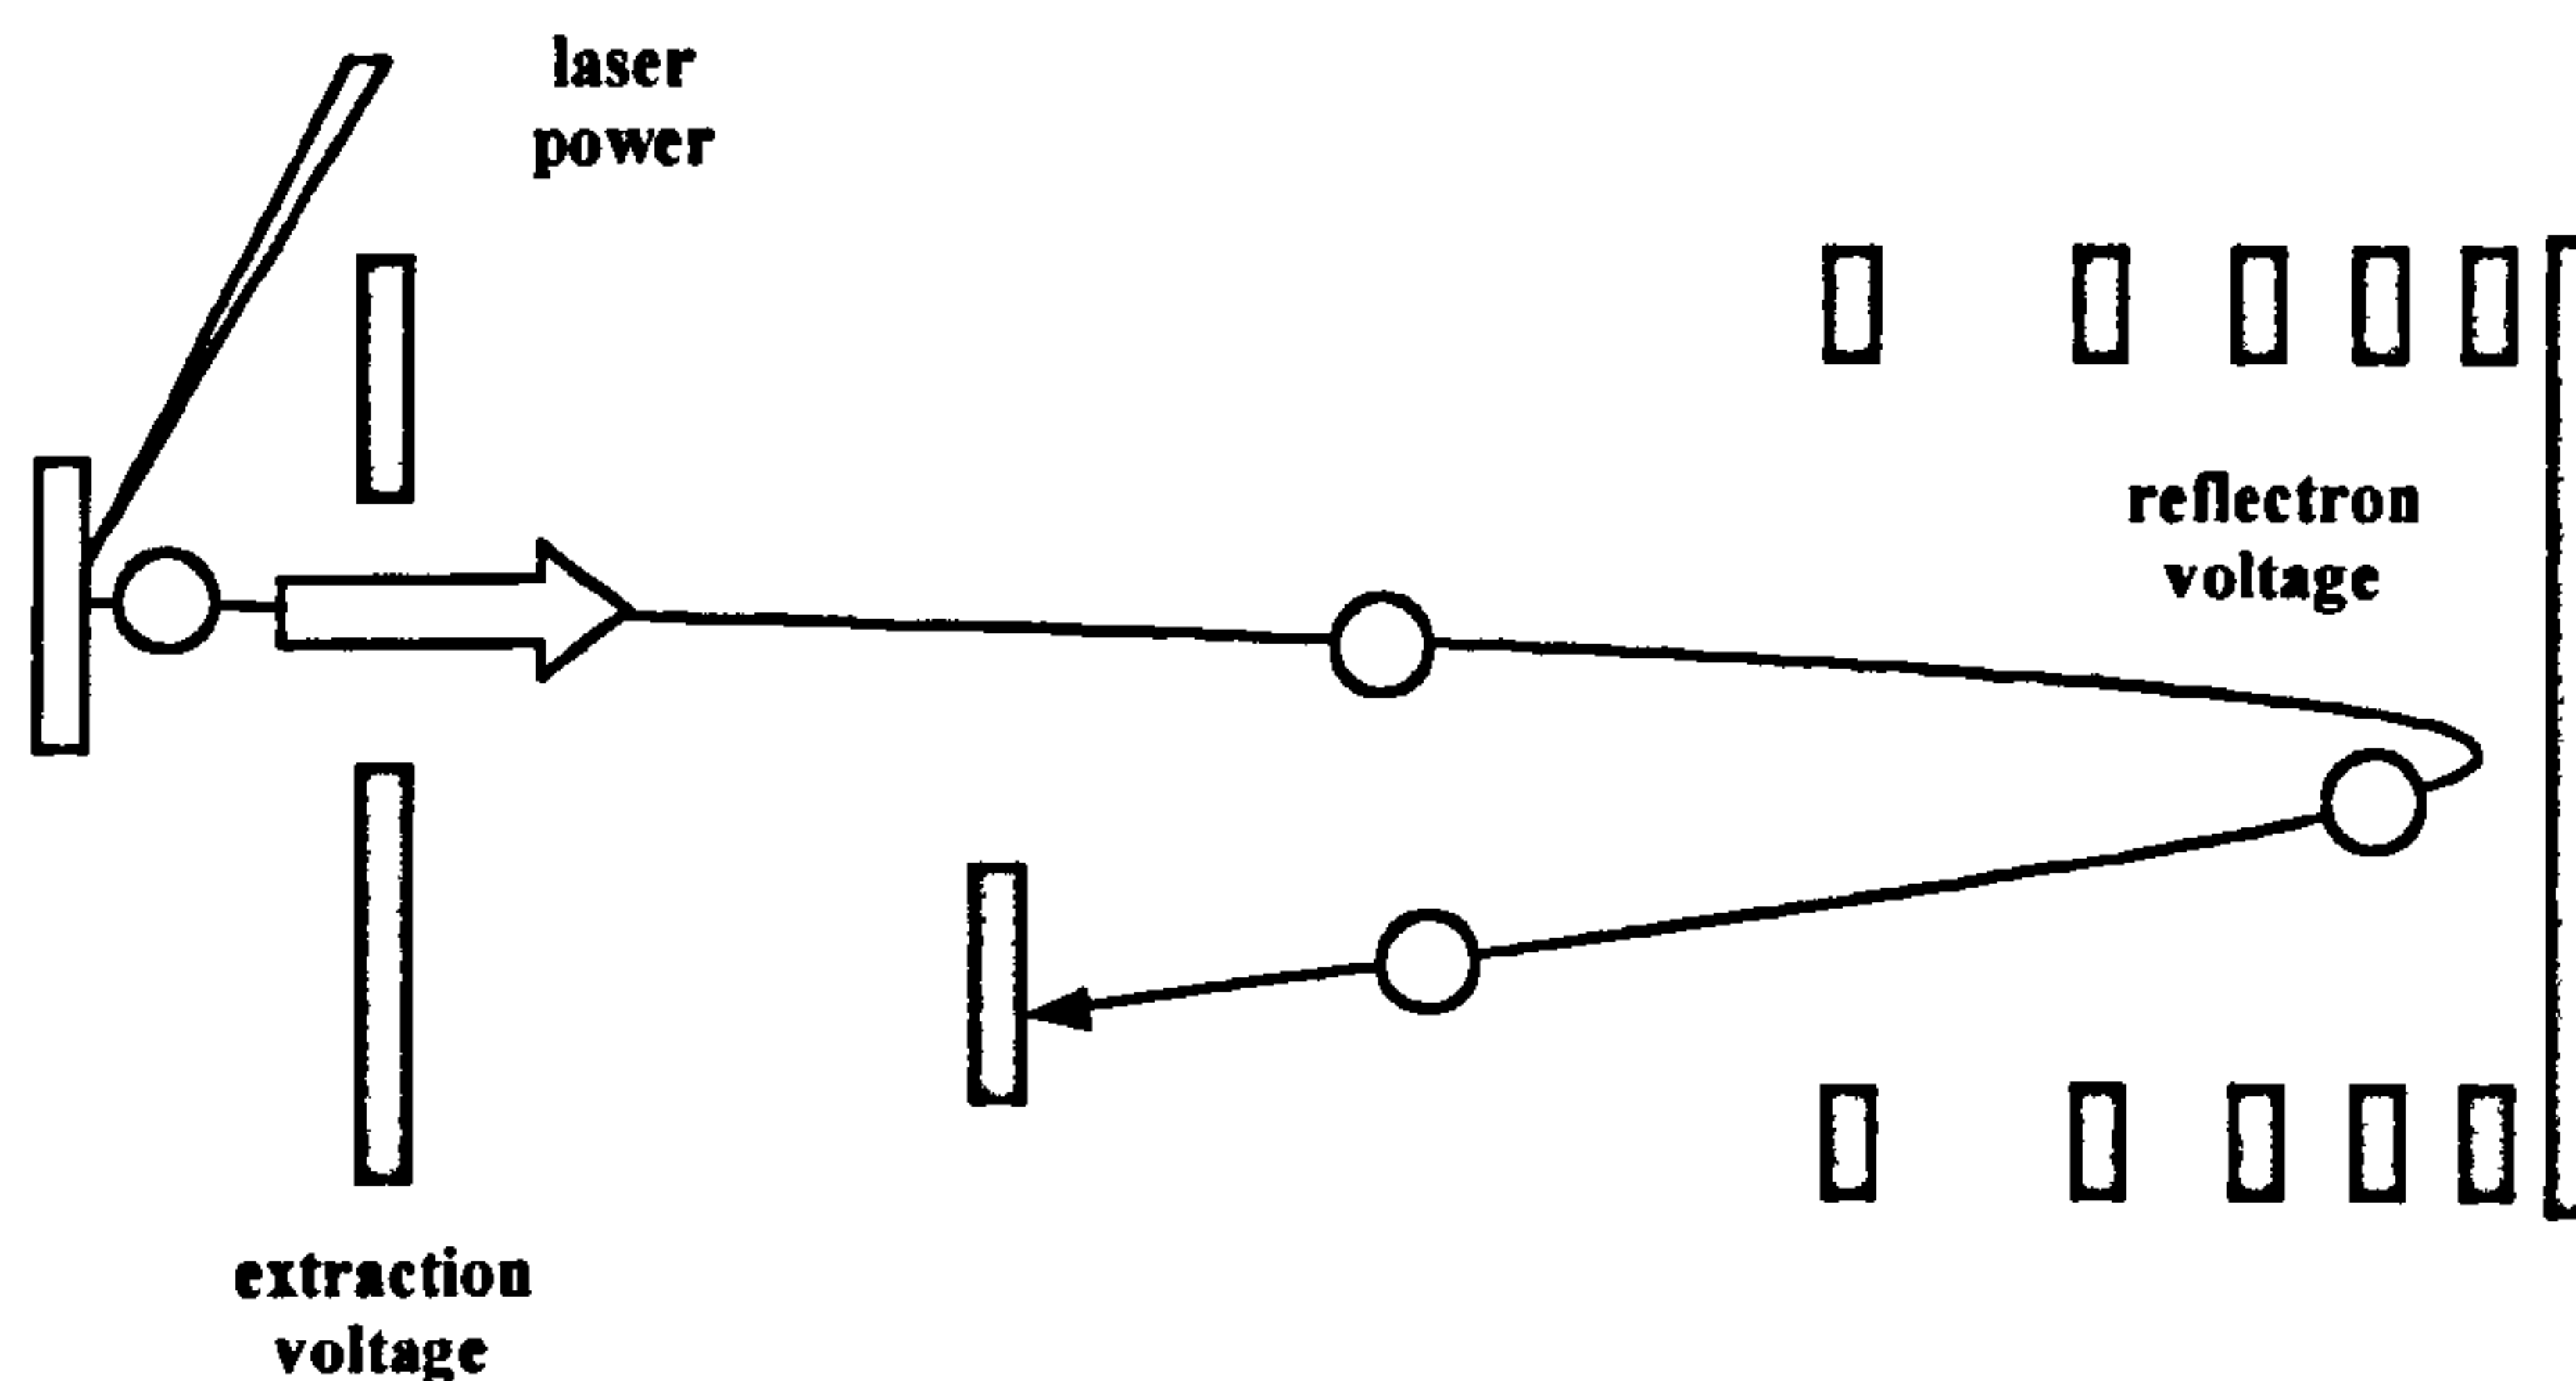 laser
power
reflectron
voltage
extraction
voltage